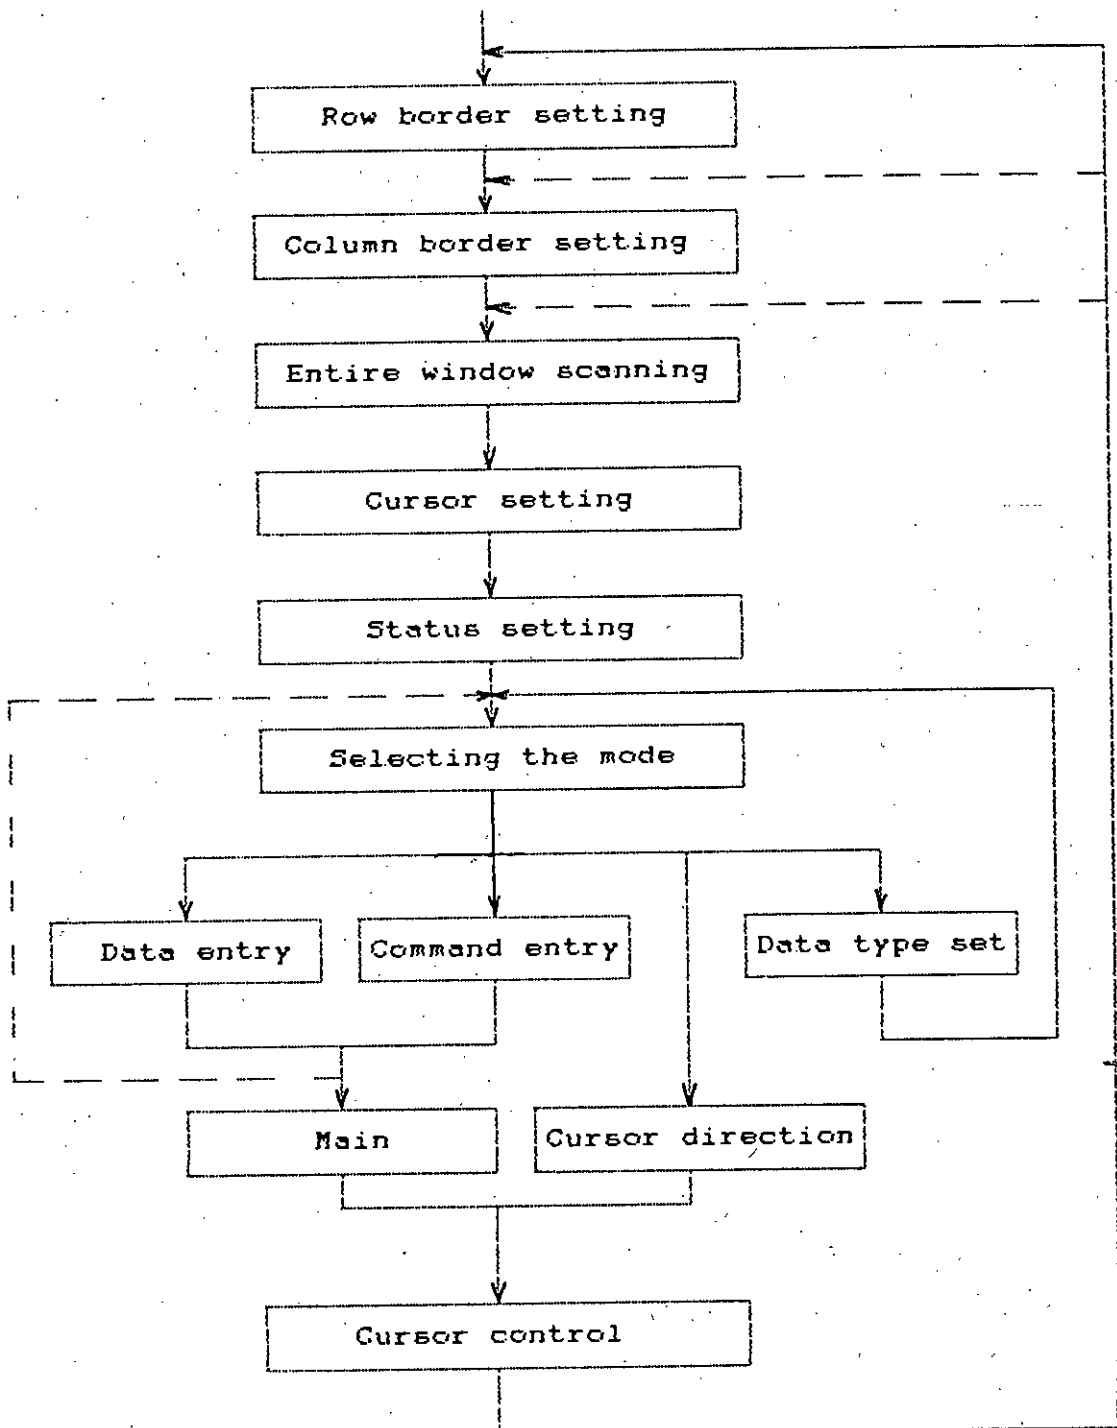 Row border setting
Column border setting
Entire window scanning
Cursor setting
Status setting
Selecting the mode
Data entry
Command entry
Data type set
Main
Cursor direction
Cursor control